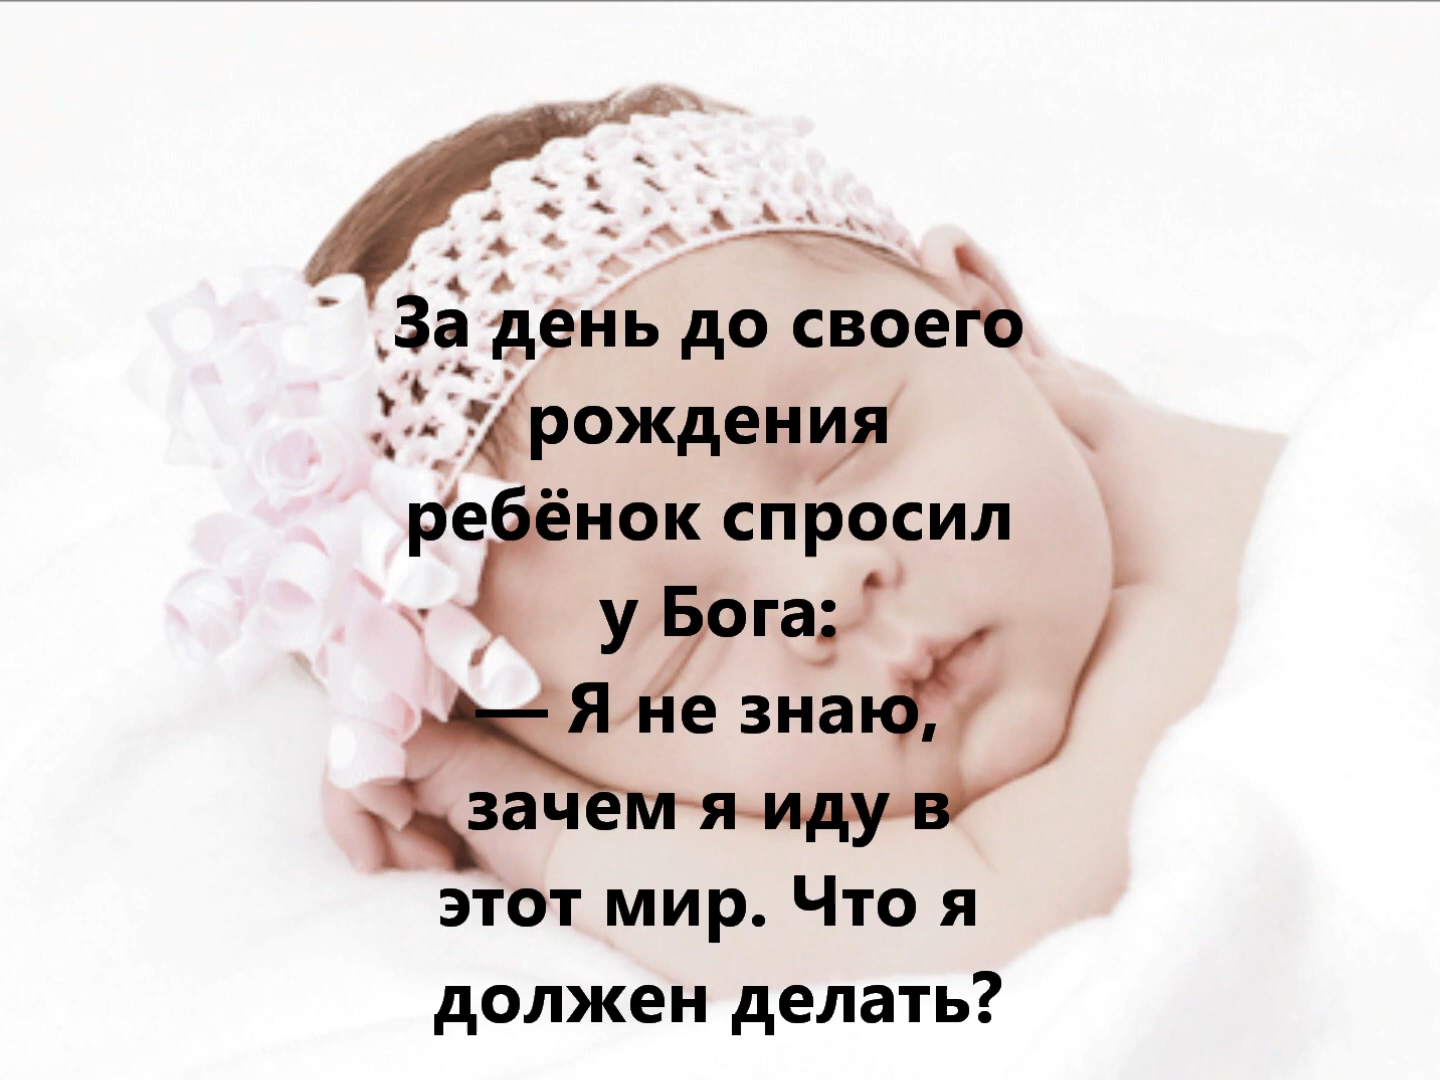 За день до своего
рождения
ребёнок спросил
у Бога:
— Я не знаю,
зачем я иду в
этот мир. Что я
должен делать?